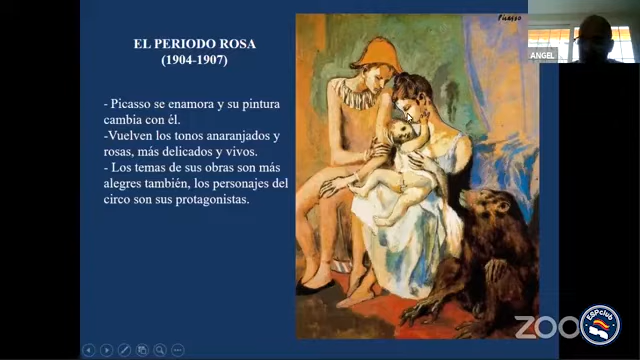 EL PERIODO ROSA
(1904-1907)
- Picasso se enamora y su pintura
cambia con él.
-Vuelven los tonos anaranjados y
rosas, más delicados y vivos.
- Los temas de sus obras son más
alegres también, los personajes del
circo son sus protagonistas.
Picasso
ANGEL
ZOO
ESPclub